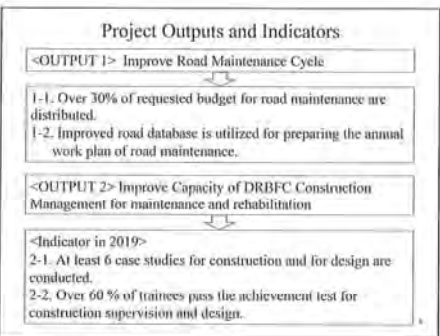 Project Outputs and Indicators
<OUTPUT 1> Improve Road Maintenance Cycle
1-1. Over 30% of requested budget for road maintenance are
distributed.
1-2. Improved road database is utilized for preparing the annual
work plan of road maintenance.
<OUTPUT 2> Improve Capacity of DRBFC Construction
Management for maintenance and rehabilitation
<Indicator in 2019>
2-1. At least 6 case studies for construction and for design are
conducted.
2-2. Over 60 % of trainees pass the achievement test for
construction supervision and design.